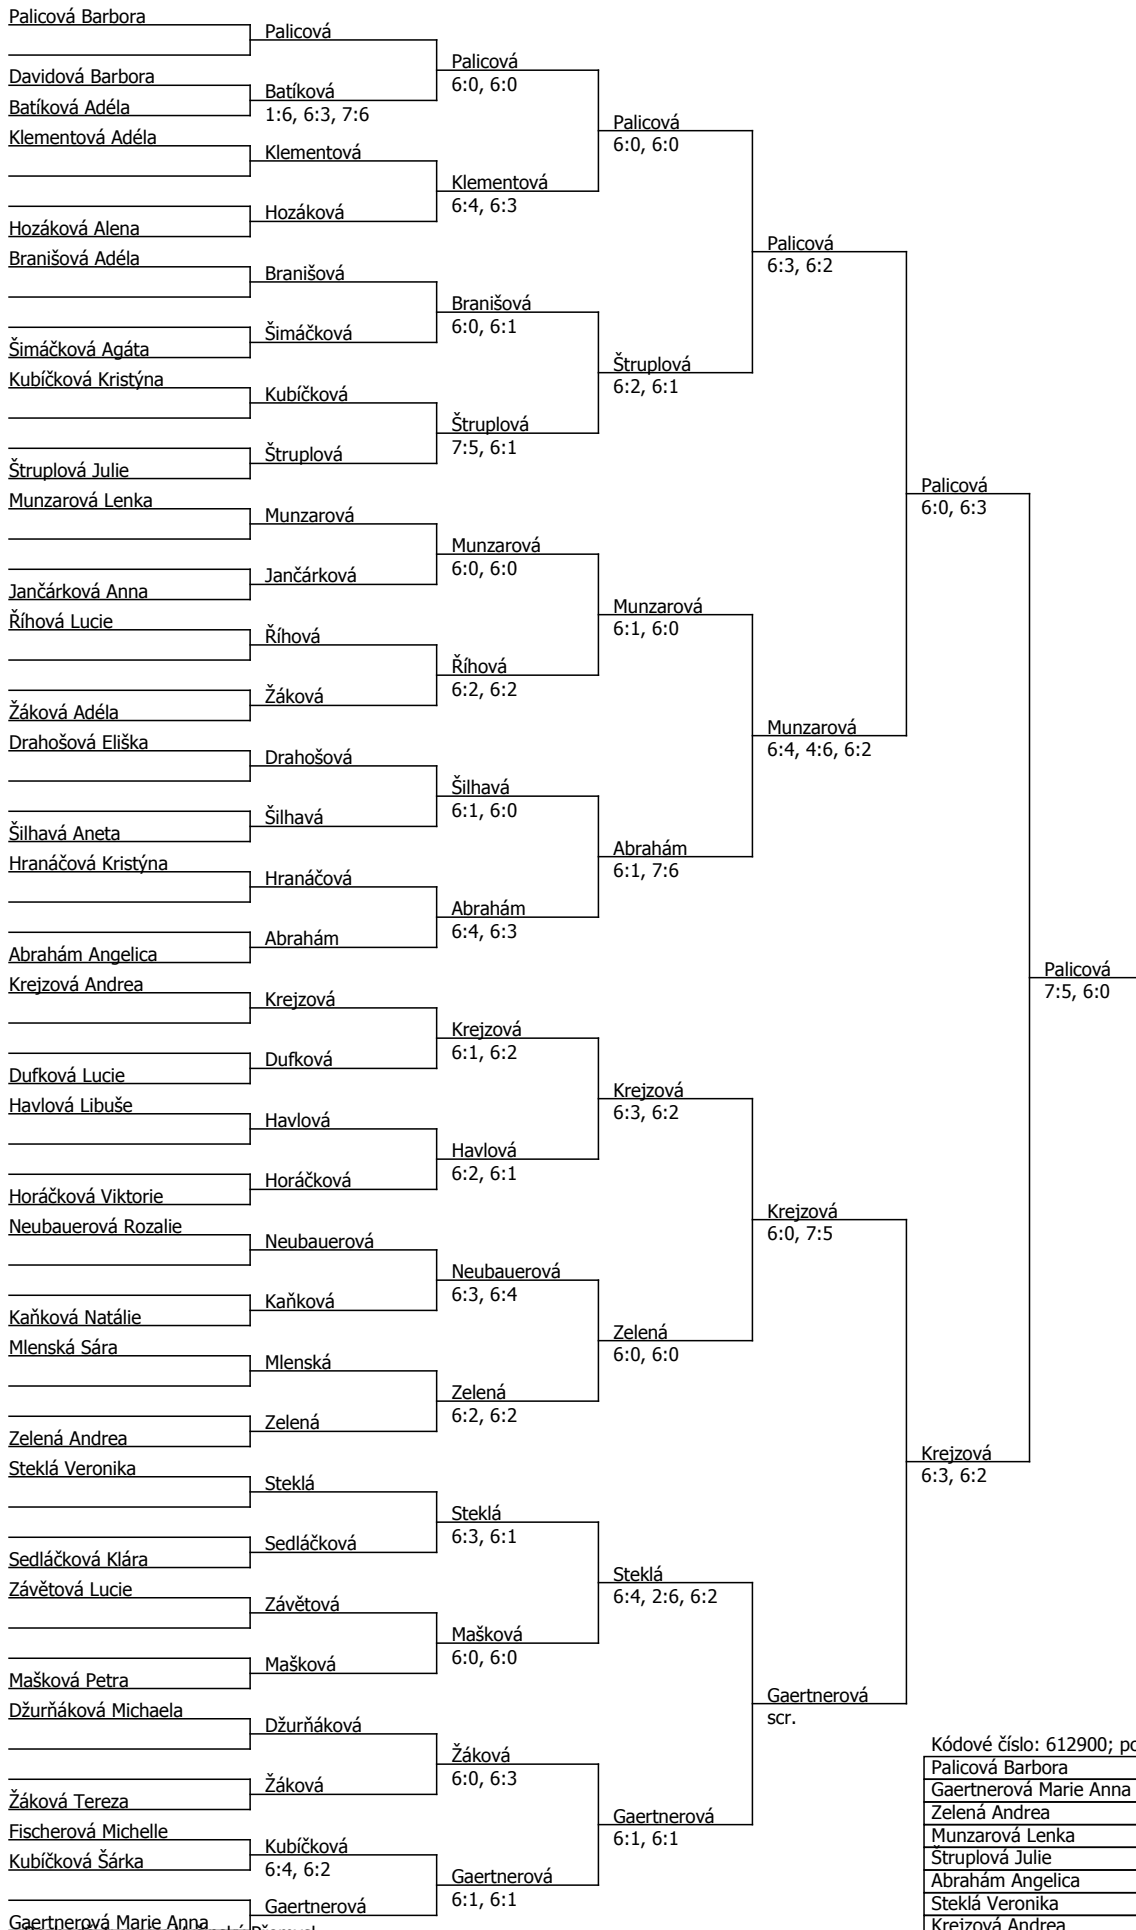 Palicová Barbora
Davidová Barbora
Batíková Adéla
Klementová Adéla
Hozáková Alena
Branišová Adéla
Šimáčková Agáta
Kubíčková Kristýna
Štruplová Julie
Munzarová Lenka
Jančárková Anna
Říhová Lucie
Žáková Adéla
Drahošová Eliška
Šilhavá Aneta
Hranáčová Kristýna
Abrahám Angelica
Krejzová Andrea
Dufková Lucie
Havlová Libuše
Horáčková Viktorie
Neubauerová Rozalie
Kaňková Natálie
Mlenská Sára
Zelená Andrea
Steklá Veronika
Sedláčková Klára
Závětová Lucie
Mašková Petra
Džurňáková Michaela
Žáková Tereza
Fischerová Michelle
Kubíčková Šárka
Gaertnerová Marie Anna
Palicová
Batíková
1:6, 6:3, 7:6
Klementová
Hozáková
Branišová
Šimáčková
Kubíčková
Štruplová
Munzarová
Jančárková
Říhová
Žáková
Drahošová
Šilhavá
Hranáčová
Abrahám
Krejzová
Dufková
Havlová
Horáčková
Neubauerová
Kaňková
Mlenská
Zelená
Steklá
Sedláčková
Závětová
Mašková
Džurňáková
Žáková
Kubíčková
6:4, 6:2
Gaertnerová
Palicová
6:0, 6:0
Klementová
6:4, 6:3
Branišová
6:0, 6:1
Štruplová
7:5, 6:1
Munzarová
6:0, 6:0
Říhová
6:2, 6:2
Šilhavá
6:1, 6:0
Abrahám
6:4, 6:3
Krejzová
6:1, 6:2
Havlová
6:2, 6:1
Neubauerová
6:3, 6:4
Zelená
6:2, 6:2
Steklá
6:3, 6:1
Mašková
6:0, 6:0
Žáková
6:0, 6:3
Gaertnerová
6:1, 6:1
Palicová
6:0, 6:0
Štruplová
6:2, 6:1
Munzarová
6:1, 6:0
Abrahám
6:1, 7:6
Krejzová
6:3, 6:2
Zelená
6:0, 6:0
Steklá
6:4, 2:6, 6:2
Gaertnerová
6:1, 6:1
Palicová
6:3, 6:2
Munzarová
6:4, 4:6, 6:2
Krejzová
6:0, 7:5
Gaertnerová
scr.
Palicová
6:0, 6:3
Krejzová
6:3, 6:2
Palicová
7:5, 6:0
Kódové číslo: 612900;
Palicová Barbora
Gaertnerová Marie Anna
Zelená Andrea
Munzarová Lenka
Štruplová Julie
Abrahám Angelica
Steklá Veronika
Krejzová Andrea